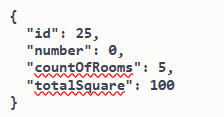 {
  "id": 25,
  "number": 0,
  "countOfRooms": 5,
  "totalSquare": 100
}